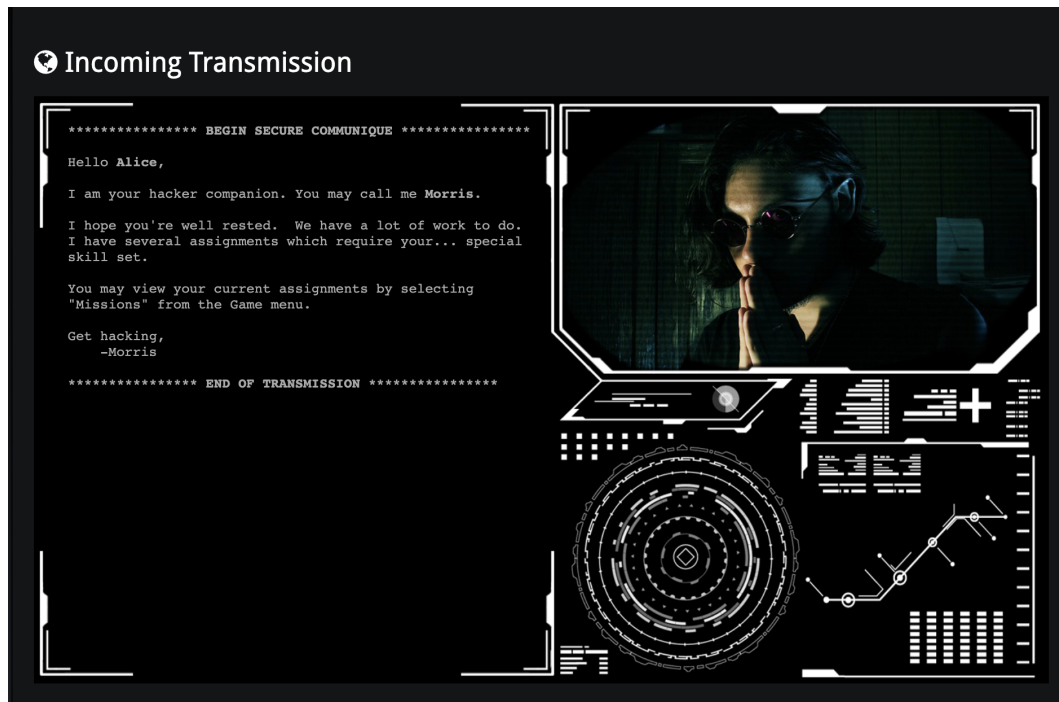 Incoming Transmission
**************** BEGIN SECURE COMMUNIQUE ****************
Hello Alice,
I am your hacker companion. You may call me Morris.
I hope you're well rested.  We have a lot of work to do.
I have several assignments which require your... special
skill set.
You may view your current assignments by selecting
"Missions" from the Game menu.
Get hacking,
    -Morris
**************** END OF TRANSMISSION ****************